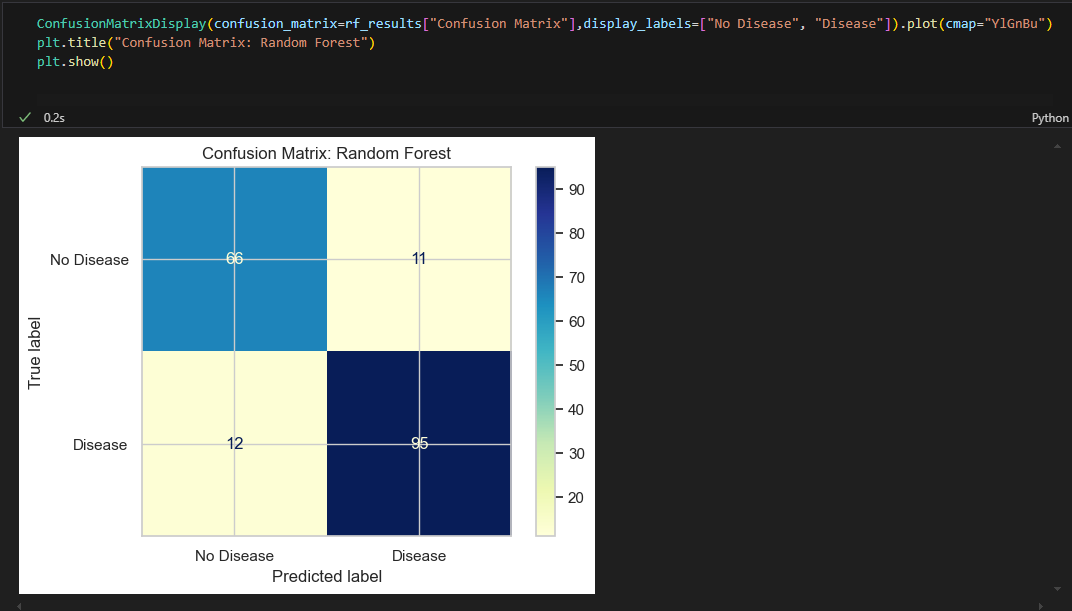 ConfusionMatrixDisplay(confusion_matrix=rf_results["Confusion Matrix"],display_labels=["No Disease", "Disease"]).plot(cmap="YlGnBu")
plt.title("Confusion Matrix: Random Forest")
plt.show()
0.2s
Python
Confusion Matrix: Random Forest
No Disease
66
11
Disease
12
95
True label
No Disease
Disease
Predicted label
90
80
70
60
50
40
30
20